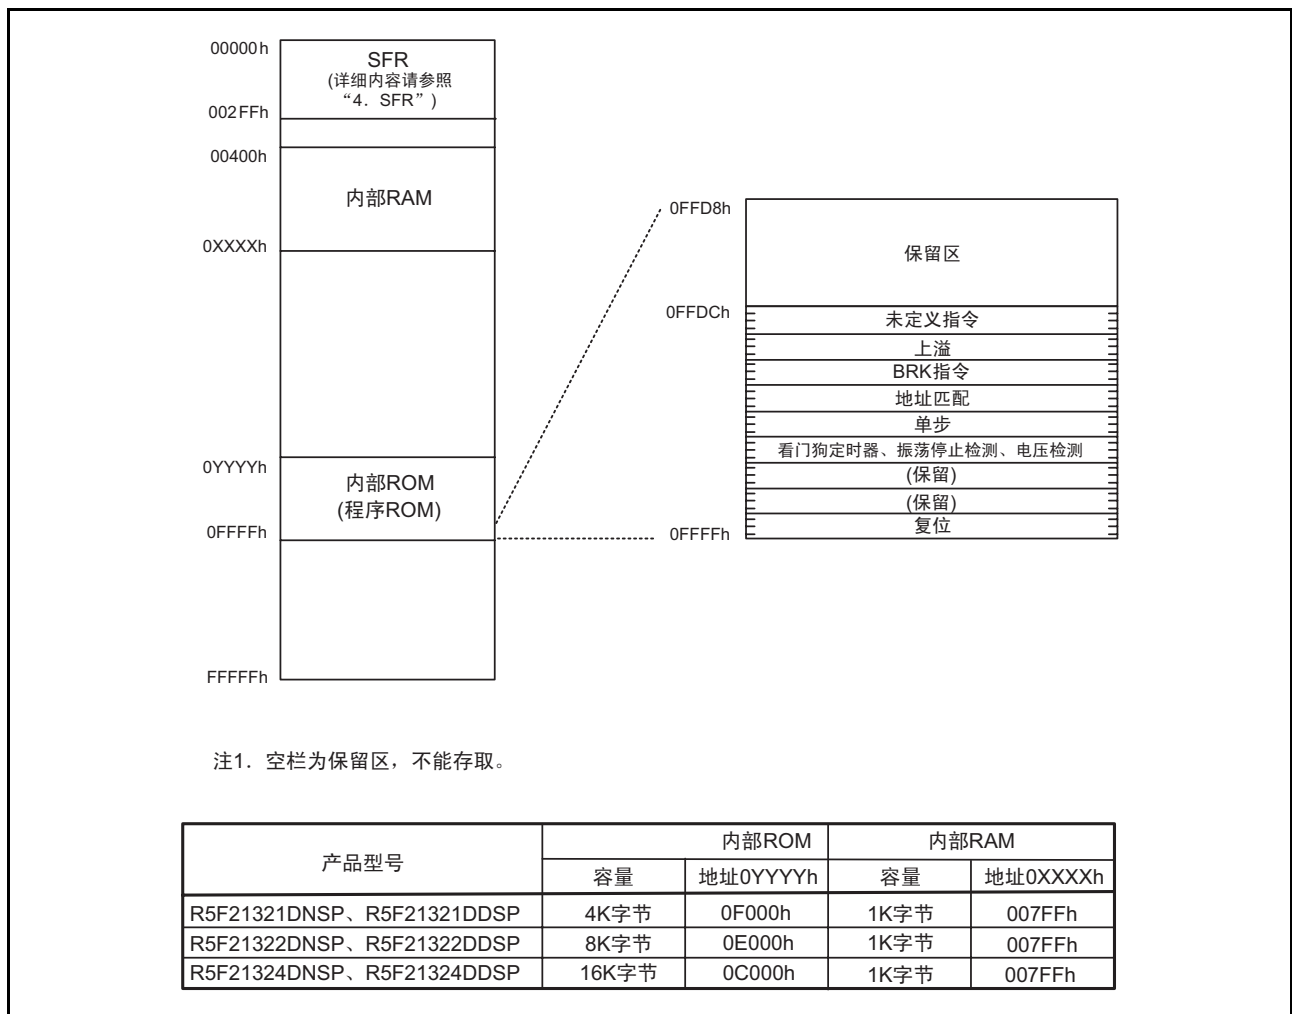 00000h
SFR
(详细内容请参照
“4．SFR”)
002FFh
00400h
内部RAM
0XXXXh
0YYYYh
内部ROM
(程序ROM)
0FFFFh
FFFFFh
0FFD8h
保留区
0FFDCh
未定义指令
上溢
BRK指令
地址匹配
单步
看门狗定时器、振荡停止检测、电压检测
(保留)
(保留)
复位
0FFFFh
注1．空栏为保留区，不能存取。
产品型号 内部ROM 内部RAM
容量 地址0YYYYh 容量 地址0XXXXh
R5F21321DNSP、R5F21321DDSP 4K字节 0F000h 1K字节 007FFh
R5F21322DNSP、R5F21322DDSP 8K字节 0E000h 1K字节 007FFh
R5F21324DNSP、R5F21324DDSP 16K字节 0C000h 1K字节 007FFh